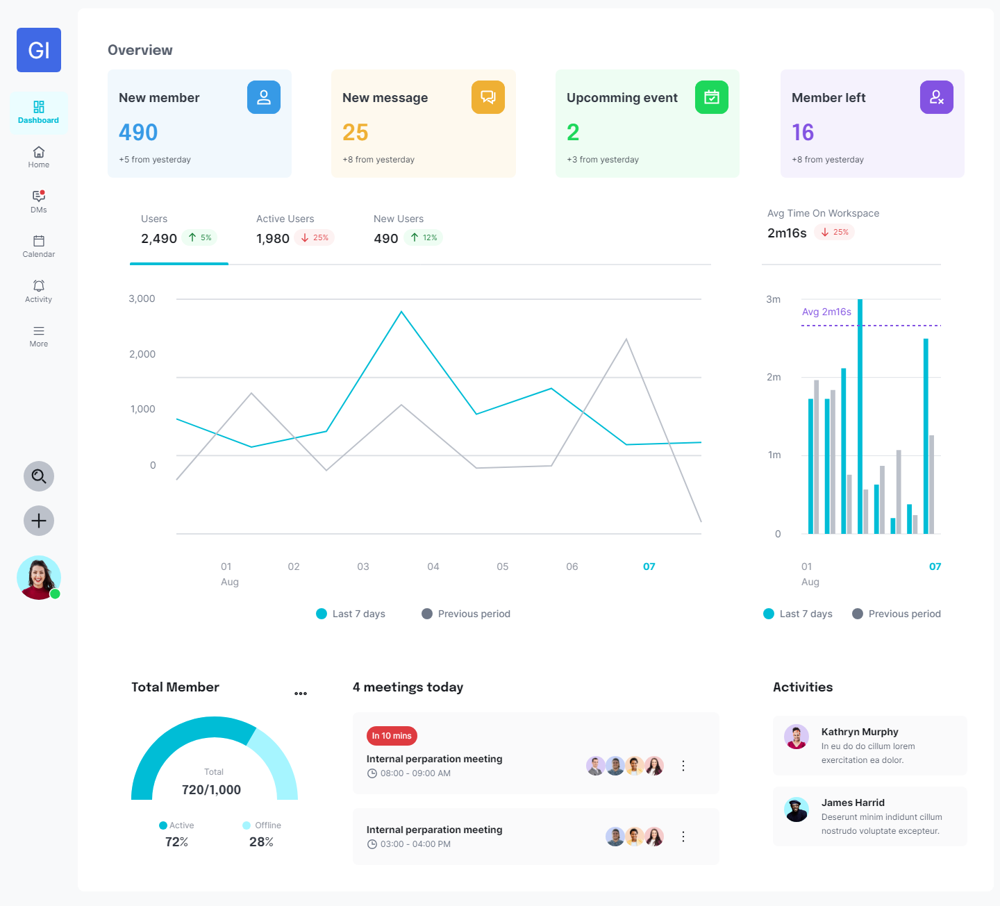 GI
Dashboard
Home
DMs
Calendar
Activity
More
Overview
New member
490
+5 from yesterday
New message
25
+8 from yesterday
Upcomming event
2
+3 from yesterday
Member left
16
+8 from yesterday
Users
2,490 5%
Active Users
1,980 25%
New Users
490 12%
3,000
2,000
1,000
0
01 02 03 04 05 06 07
Aug
Last 7 days Previous period
Avg Time On Workspace
2m16s 25%
3m
Avg 2m16s
2m
1m
0
01 07
Aug
Last 7 days Previous period
Total Member
Total
720/1,000
Active Offline
72% 28%
4 meetings today
In 10 mins
Internal perparation meeting
08:00 - 09:00 AM
Internal perparation meeting
03:00 - 04:00 PM
Activities
Kathryn Murphy
In eu do do cillum lorem
exercitation ea dolor.
James Harrid
Deserunt minim indidunt cillum
nostrudo voluptate excepteur.